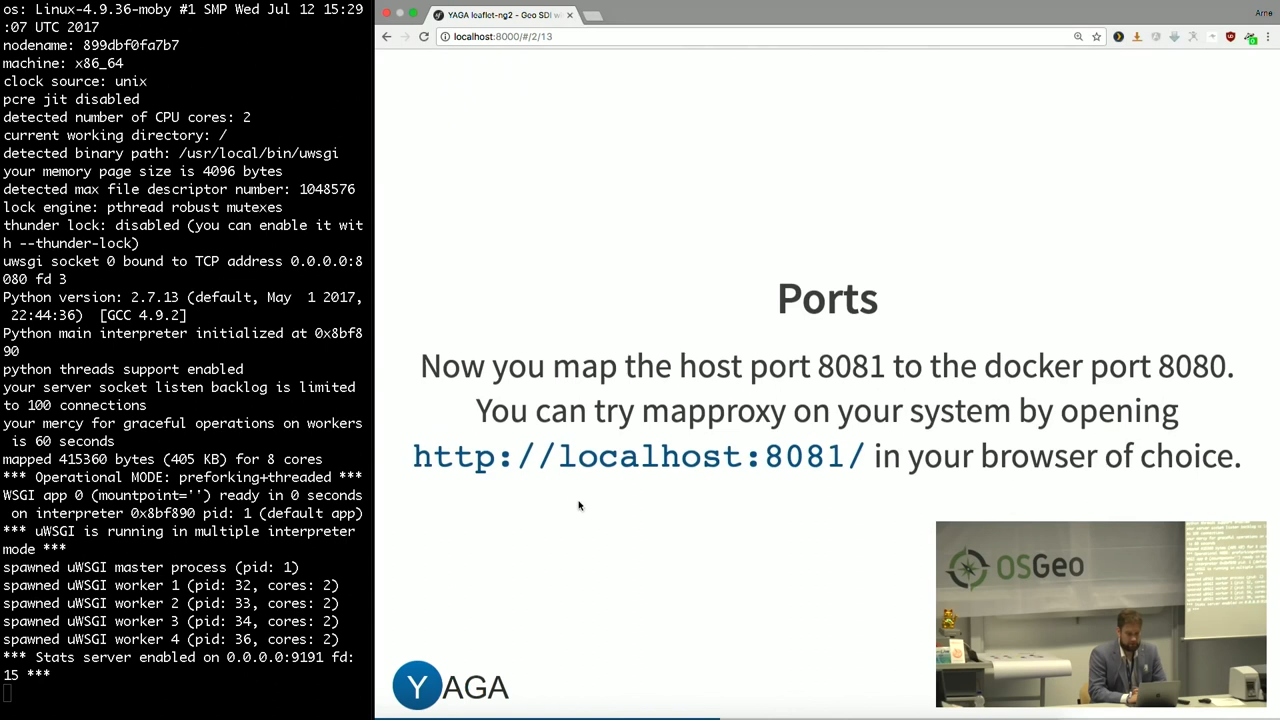 os: Linux-4.9.36-moby #1 SMP Wed Jul 12 15:29
:07 UTC 2017
nodename: 899dbf0fa7b7
machine: x86_64
clock source: unix
pcre jit disabled
detected number of CPU cores: 2
current working directory: /
detected binary path: /usr/local/bin/uwsgi
your memory page size is 4096 bytes
detected max file descriptor number: 1048576
lock engine: pthread robust mutexes
thunder lock: disabled (you can enable it wit
h --thunder-lock)
uwsgi socket 0 bound to TCP address 0.0.0.0:8
080 fd 3
Python version: 2.7.13 (default, May  1 2017,
 22:44:36)  [GCC 4.9.2]
Python main interpreter initialized at 0x8bf8
90
python threads support enabled
your server socket listen backlog is limited
to 100 connections
your mercy for graceful operations on workers
 is 60 seconds
mapped 415360 bytes (405 KB) for 8 cores
*** Operational MODE: preforking+threaded ***
WSGI app 0 (mountpoint='') ready in 0 seconds
 on interpreter 0x8bf890 pid: 1 (default app)
*** uWSGI is running in multiple interpreter
mode ***
spawned uWSGI master process (pid: 1)
spawned uWSGI worker 1 (pid: 32, cores: 2)
spawned uWSGI worker 2 (pid: 33, cores: 2)
spawned uWSGI worker 3 (pid: 34, cores: 2)
spawned uWSGI worker 4 (pid: 36, cores: 2)
*** Stats server enabled on 0.0.0.0:9191 fd:
15 ***
YAGA leaflet-ng2 - Geo SDI wi
Arne
localhost:8000/#/2/13
Ports
Now you map the host port 8081 to the docker port 8080.
You can try mapproxy on your system by opening
http://localhost:8081/ in your browser of choice.
OSGeo
YAGA